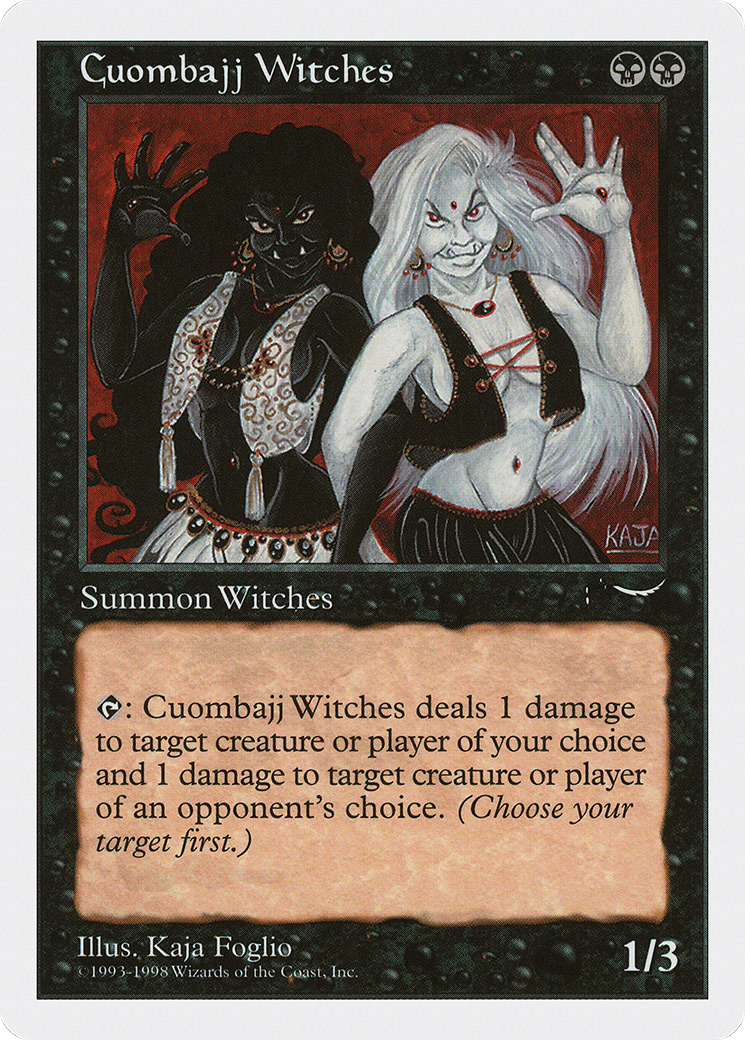 Cuombajj Witches
KAJA
Summon Witches
: Cuombajj Witches deals 1 damage
to target creature or player of your choice
and 1 damage to target creature or player
of an opponent's choice. (Choose your
target first.)
Illus. Kaja Foglio
©1993-1998 Wizards of the Coast, Inc.
1/3